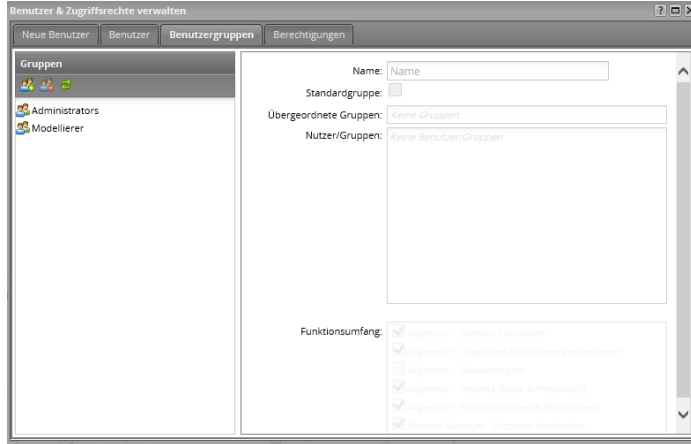 Benutzer & Zugriffsrechte verwalten
Neue Benutzer
Benutzer
Benutzergruppen
Berechtigungen
Gruppen
Administrators
Modellierer
Name: Name
Standardgruppe:
Übergeordnete Gruppen: Keine Gruppen
Nutzer/Gruppen: Keine Benutzer/Gruppen
Funktionsumfang: Allgemein - Dateien hochladen
Allgemein - Diagramm importieren/exportieren
Allgemein -
Allgemein - Reports (Basis & Handbuch)
Allgemein - Reports (Kosten & Ressourcen)
Process Manager - Prozesse bearbeiten